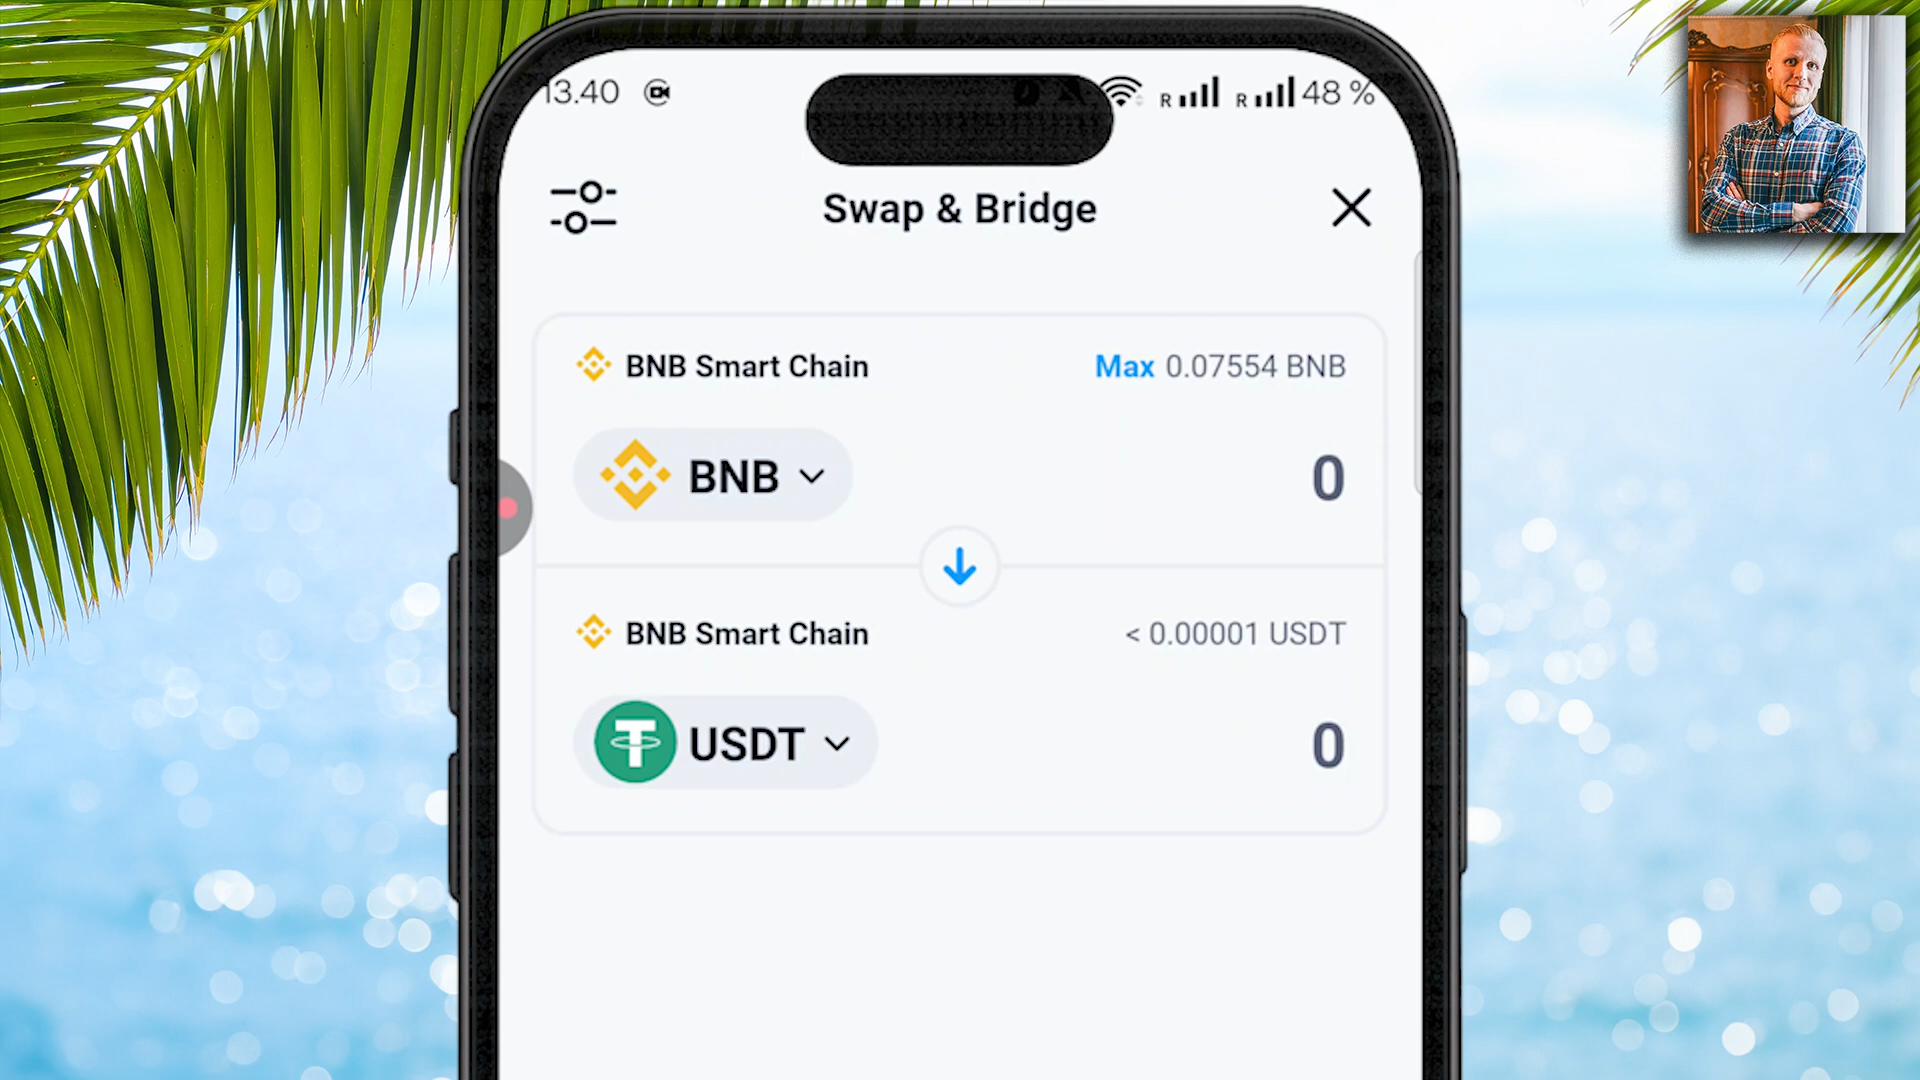 13.40
R R 48 %
Swap & Bridge
BNB Smart Chain Max 0.07554 BNB
BNB 0
BNB Smart Chain < 0.00001 USDT
USDT 0